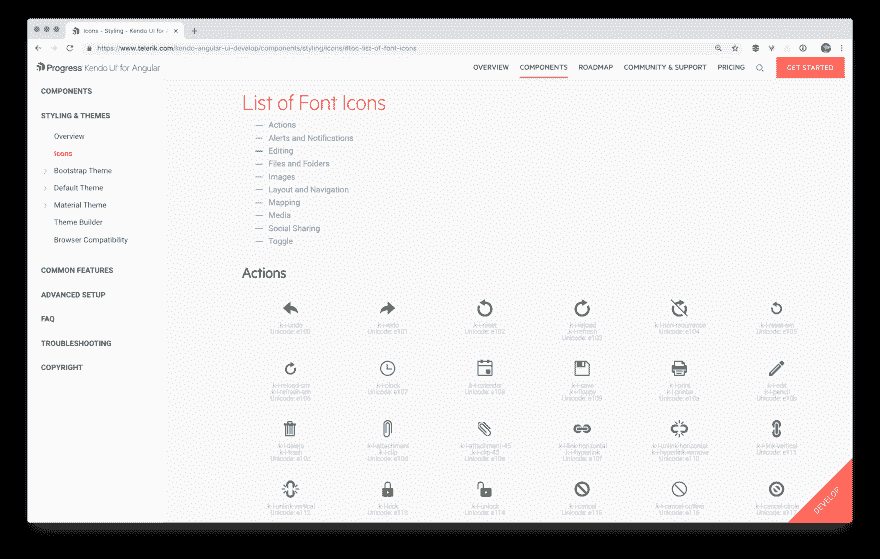 Icons - Styling - Kendo UI for
https://www.telerik.com/kendo-angular-ui-develop/components/styling/icons/#toc-list-of-font-icons
Progress Kendo UI for Angular
OVERVIEW
COMPONENTS
ROADMAP
COMMUNITY & SUPPORT
PRICING
GET STARTED
COMPONENTS
STYLING & THEMES
Overview
Icons
Bootstrap Theme
Default Theme
Material Theme
Theme Builder
Browser Compatibility
COMMON FEATURES
ADVANCED SETUP
FAQ
TROUBLESHOOTING
COPYRIGHT
List of Font Icons
— Actions
— Alerts and Notifications
— Editing
— Files and Folders
— Images
— Layout and Navigation
— Mapping
— Media
— Social Sharing
— Toggle
Actions
k-i-undo
Unicode: e100
k-i-redo
Unicode: e101
k-i-reset
Unicode: e102
k-i-reload
k-i-refresh
Unicode: e103
k-i-non-recurrence
Unicode: e104
k-i-reset-sm
Unicode: e105
k-i-reload-sm
k-i-refresh-sm
Unicode: e106
k-i-clock
Unicode: e107
k-i-calendar
Unicode: e108
k-i-save
k-i-floppy
Unicode: e109
k-i-print
k-i-printer
Unicode: e10a
k-i-edit
k-i-pencil
Unicode: e10b
k-i-delete
k-i-trash
Unicode: e10c
k-i-attachment
k-i-clip
Unicode: e10d
k-i-attachment-45
k-i-clip-45
Unicode: e10e
k-i-link-horizontal
k-i-hyperlink
Unicode: e10f
k-i-unlink-horizontal
k-i-hyperlink-remove
Unicode: e110
k-i-link-vertical
Unicode: e111
k-i-unlink-vertical
Unicode: e112
k-i-lock
Unicode: e113
k-i-unlock
Unicode: e114
k-i-cancel
Unicode: e115
k-i-cancel-outline
Unicode: e116
k-i-cancel-circle
DEVELOP